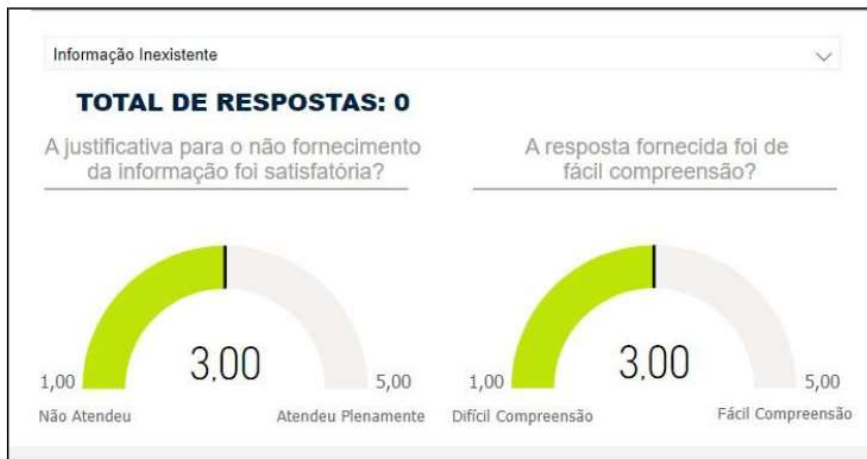 Informação Inexistente
TOTAL DE RESPOSTAS: 0
A justificativa para o não fornecimento
da informação foi satisfatória?
3,00
1,00
5,00
Não Atendeu
Atendeu Plenamente
A resposta fornecida foi de
fácil compreensão?
3,00
1,00
5,00
Difícil Compreensão
Fácil Compreensão